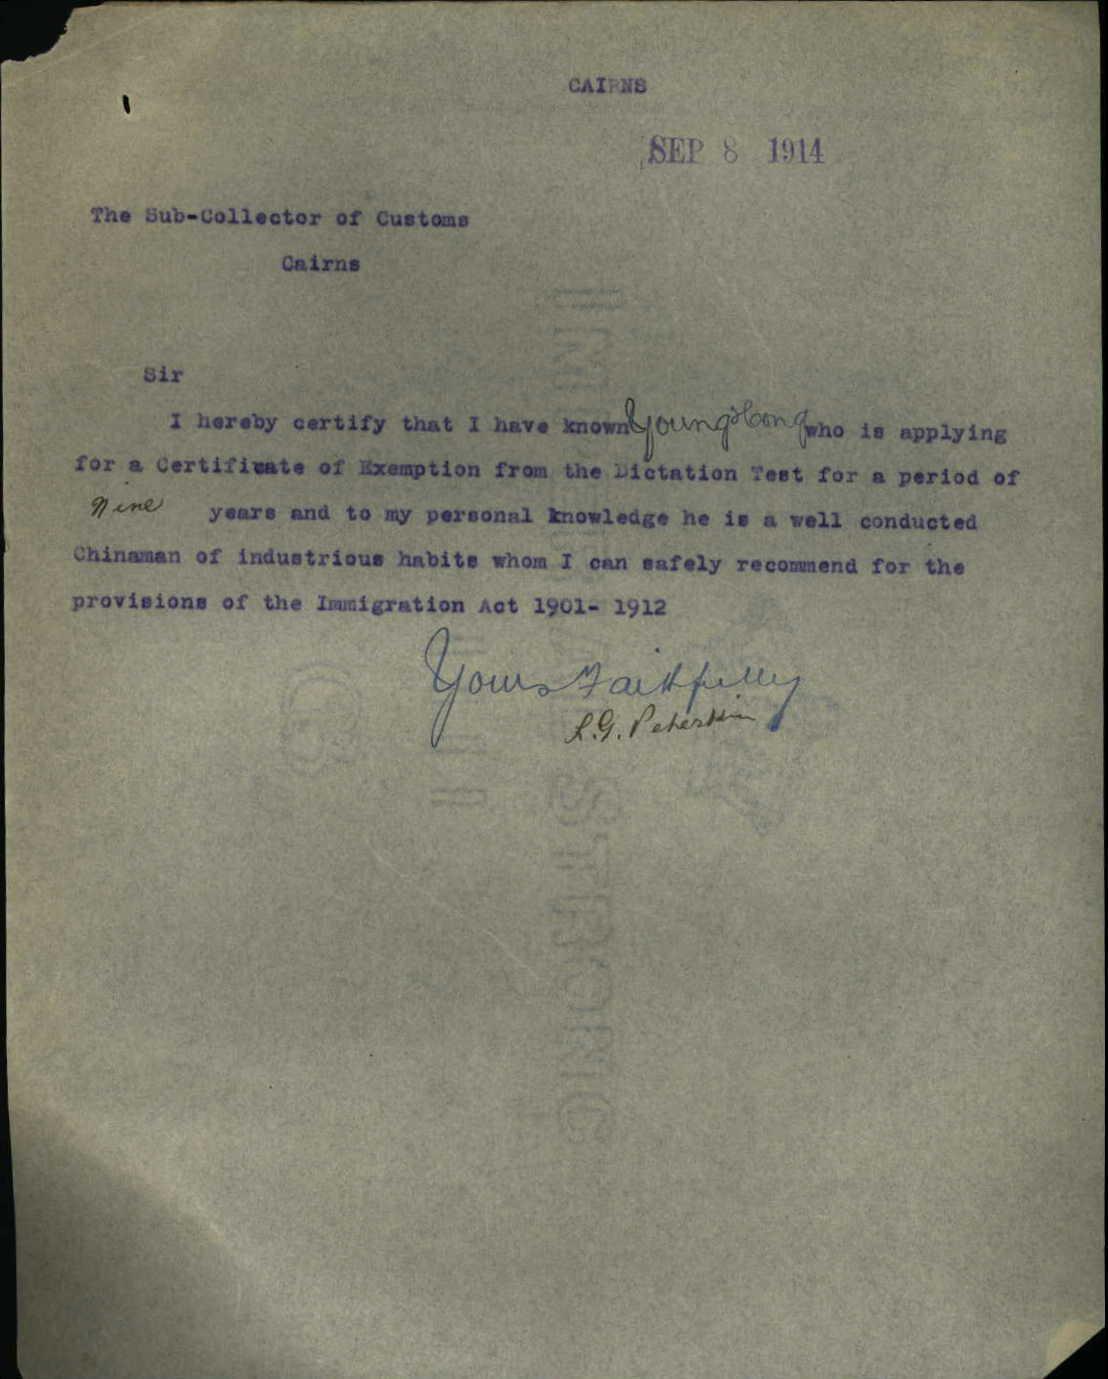 CAIRNS
SEP 8 1914
The Sub-Collector of Customs
Cairns
Sir
I hereby certify that I have known Young Hong who is applying
for a Certificate of Exemption from the Dictation Test for a period of
Nine years and to my personal knowledge he is a well conducted
Chinaman of industrious habits whom I can safely recommend for the
provisions of the Immigration Act 1901- 1912
Yours Faithfully
L.G. Peterskin
STRONG